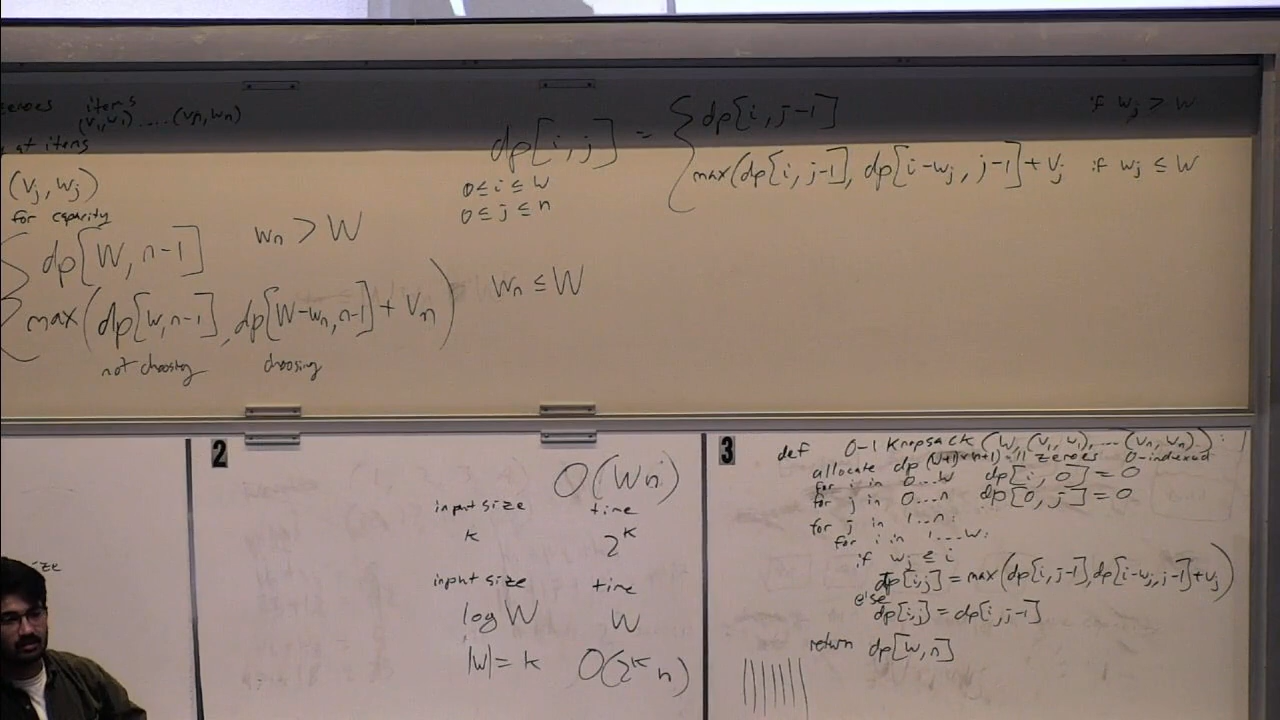 zeroes items
(v₁,w₁) .... (vn,wn)
at items
(vj, wj)
for capacity
dp[W, n-1] wn > W
max(dp[W,n-1], dp[W-wn,n-1] + Vn) wn ≤ W
not choosing choosing
dp[i,j] = { dp[i,j-1] if wj > W
max(dp[i,j-1], dp[i-wj, j-1] + Vj if wj ≤ W
0 ≤ i ≤ W
0 ≤ j ≤ n
ize
2
O(Wn)
input size time
k 2^k
input size time
log W W
|W| = k O(2^k n)
3
def 0-1 Knapsack (W, (v₁, w₁), ... (vn, wn)):
allocate dp (W+1)×(n+1) zeroes 0-indexed
for i in 0...W dp[i, 0] = 0
for j in 0...n dp[0, j] = 0
for j in 1...n:
for i in 1....W:
if wj ≤ i
dp[i,j] = max(dp[i,j-1], dp[i-wj,j-1]+vj)
else
dp[i,j] = dp[i,j-1]
return dp[W,n]